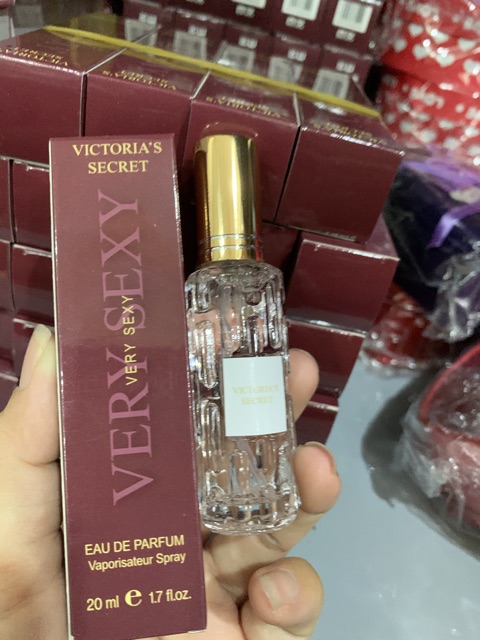 VICTORIA'S
SECRET
VERY SEXY
VERY SEXY
EAU DE PARFUM
Vaporisateur Spray
20 ml e 1.7 fl.oz.
VICTORIA'S
SECRET